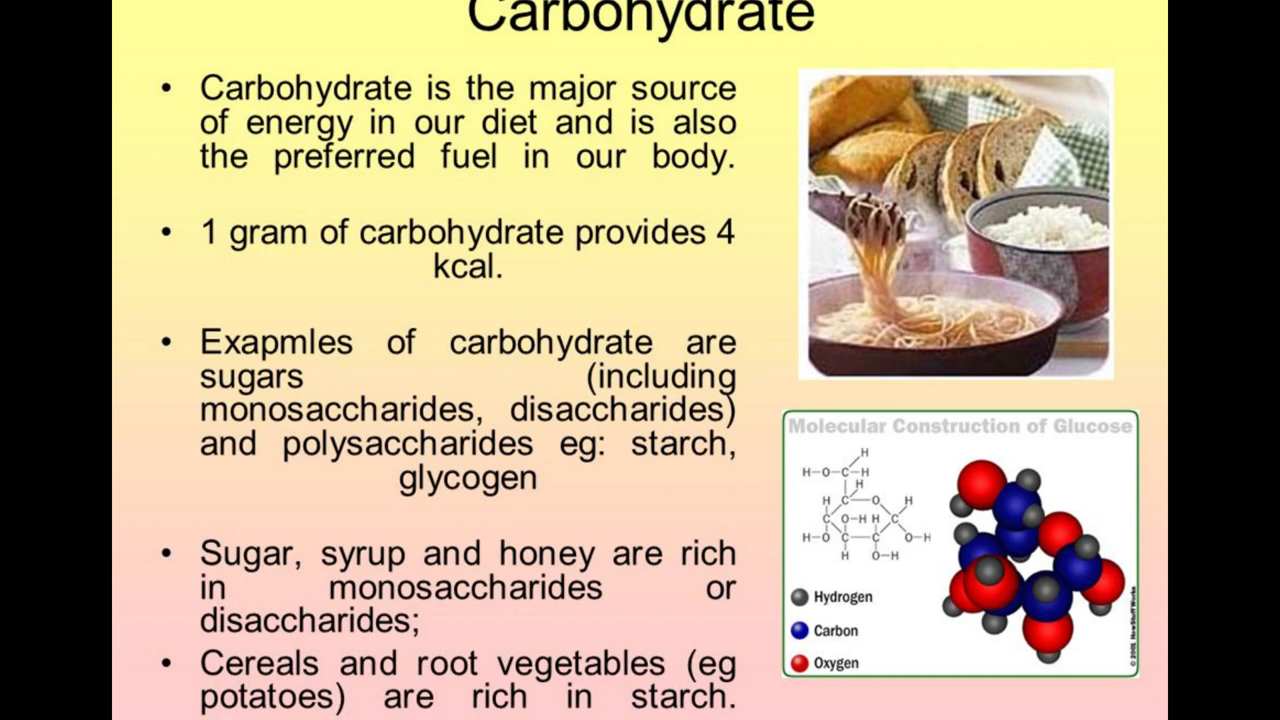 Carbohydrate
• Carbohydrate is the major source
of energy in our diet and is also
the preferred fuel in our body.
• 1 gram of carbohydrate provides 4
kcal.
• Exapmles of carbohydrate are
sugars (including
monosaccharides, disaccharides)
and polysaccharides eg: starch,
glycogen
• Sugar, syrup and honey are rich
in monosaccharides or
disaccharides;
• Cereals and root vegetables (eg
potatoes) are rich in starch.
Molecular Construction of Glucose
H
H-O-C-H
H
H C O H
C O-H H C
H-O C C O-H
H O-H
Hydrogen
Carbon
Oxygen
© 2001 HowStuffWorks